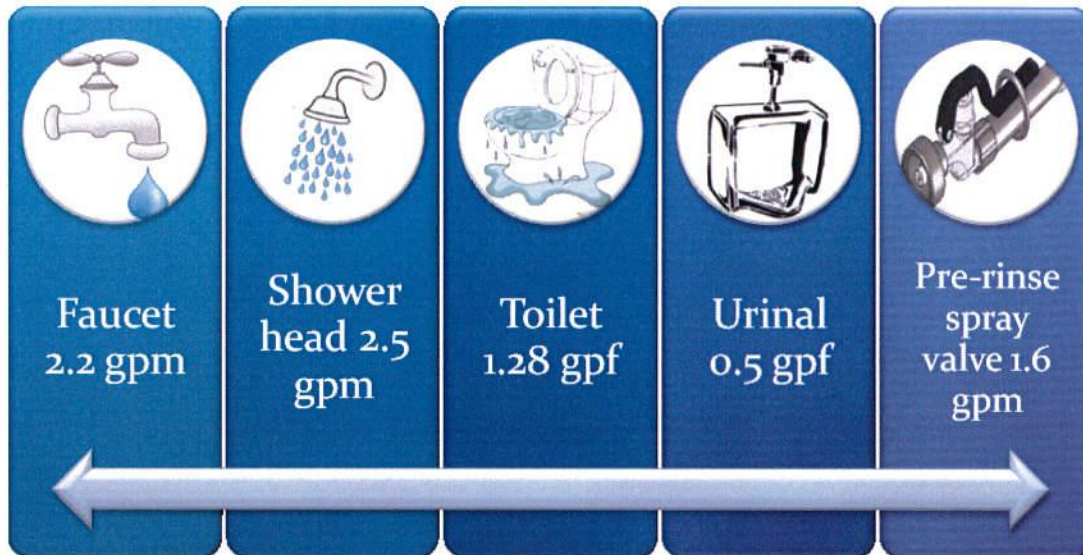 Faucet
2.2 gpm
Shower
head 2.5
gpm
Toilet
1.28 gpf
Urinal
0.5 gpf
Pre-rinse
spray
valve 1.6
gpm